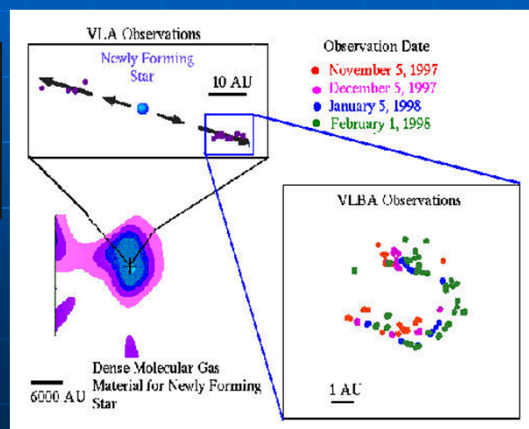 VLA Observations
Newly Forming
Star
10 AU
Observation Date
November 5, 1997
December 5, 1997
January 5, 1998
February 1, 1998
VLBA Observations
1 AU
Dense Molecular Gas
Material for Newly Forming
Star
6000 AU